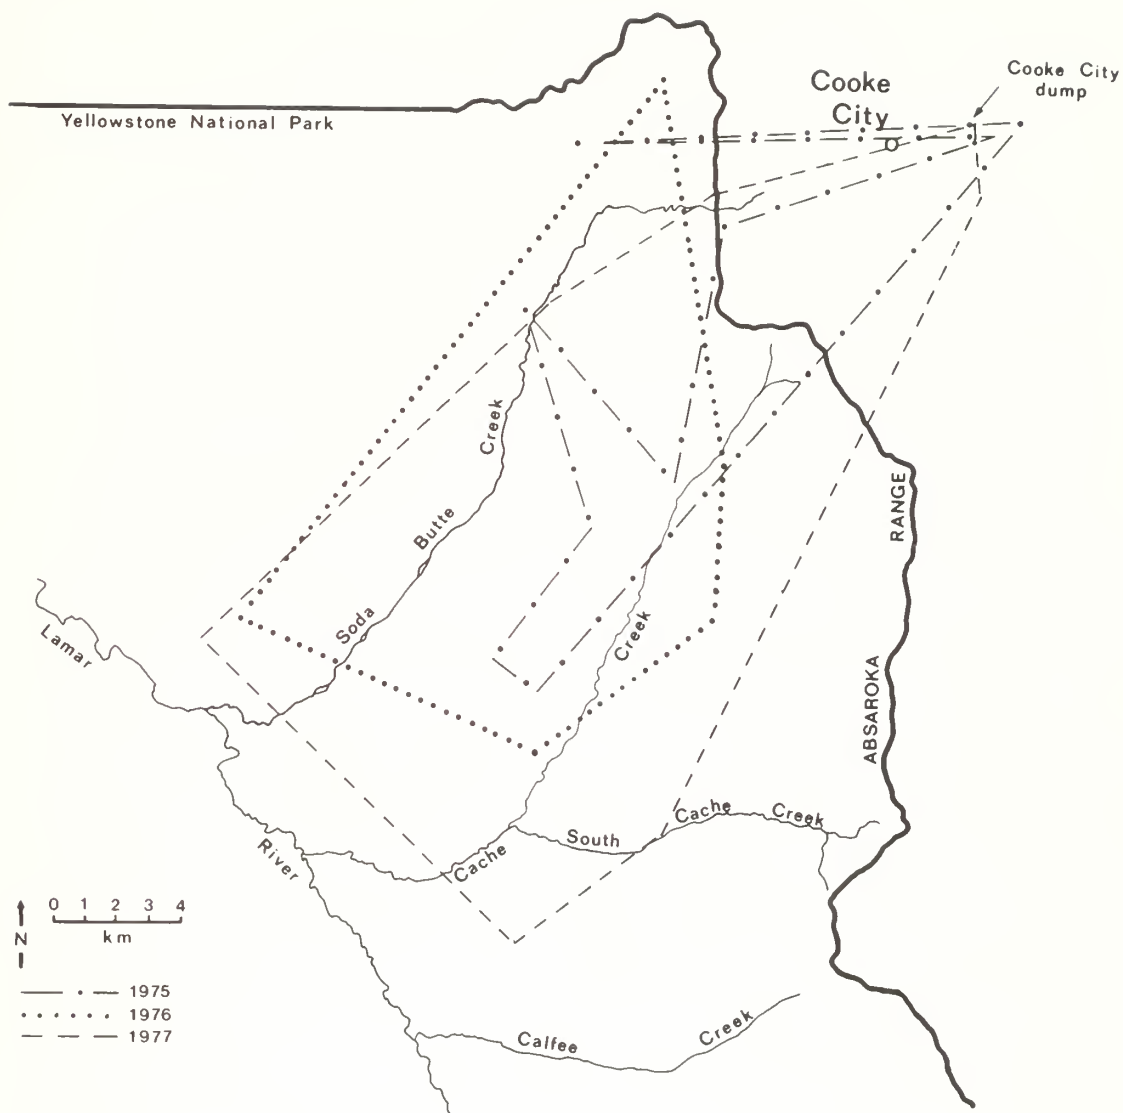 Cooke City
dump
Cooke
City
Yellowstone National Park
Creek
Butte
Soda
Lamar
River
Creek
RANGE
ABSAROKA
Cache
South
Cache
Creek
Calfee
Creek
0 1 2 3 4
km
N
1975
1976
1977